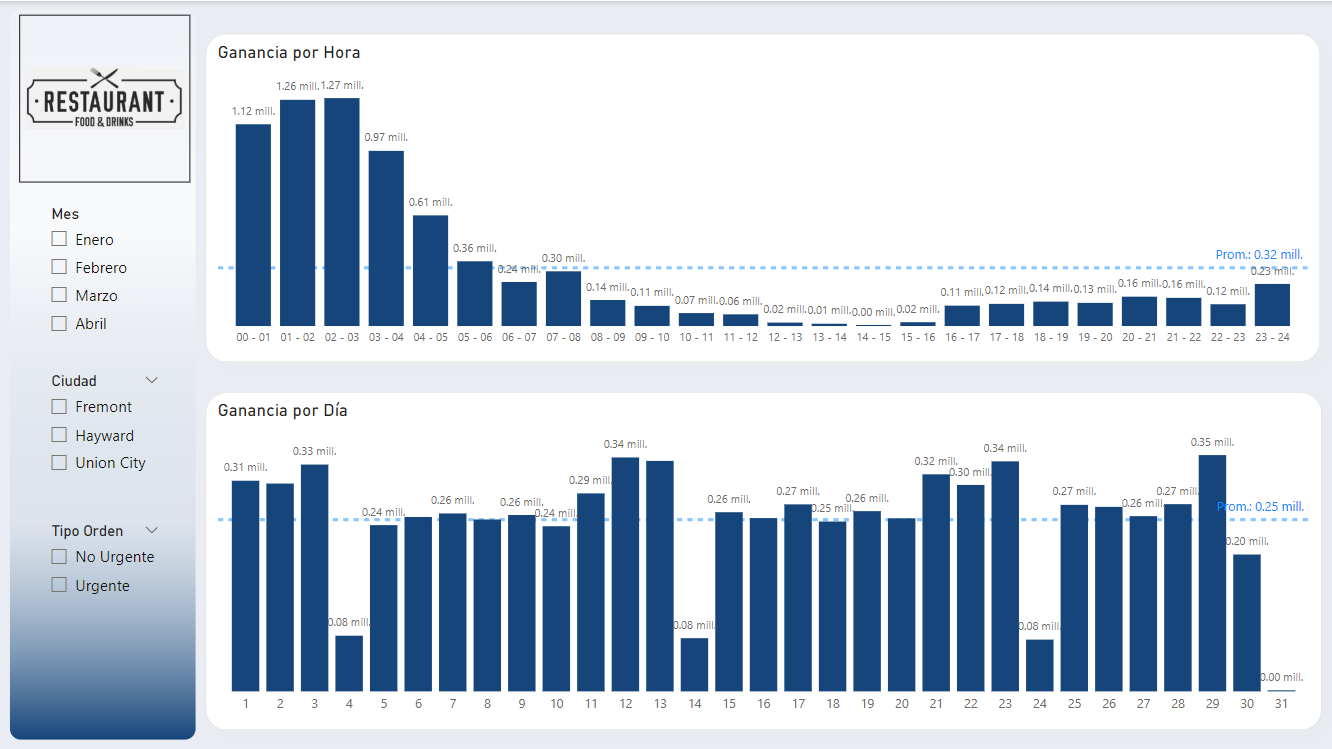 RESTAURANT
FOOD & DRINKS
Mes
Enero
Febrero
Marzo
Abril
Ciudad
Fremont
Hayward
Union City
Tipo Orden
No Urgente
Urgente
Ganancia por Hora
1.12 mill. 1.26 mill. 1.27 mill. 0.97 mill. 0.61 mill. 0.36 mill. 0.24 mill. 0.30 mill. 0.14 mill. 0.11 mill. 0.07 mill. 0.06 mill. 0.02 mill. 0.01 mill. 0.00 mill. 0.02 mill. 0.11 mill. 0.12 mill. 0.14 mill. 0.13 mill. 0.16 mill. 0.16 mill. 0.12 mill. 0.23 mill.
Prom.: 0.32 mill.
00 - 01 01 - 02 02 - 03 03 - 04 04 - 05 05 - 06 06 - 07 07 - 08 08 - 09 09 - 10 10 - 11 11 - 12 12 - 13 13 - 14 14 - 15 15 - 16 16 - 17 17 - 18 18 - 19 19 - 20 20 - 21 21 - 22 22 - 23 23 - 24
Ganancia por Día
0.31 mill. 0.33 mill. 0.08 mill. 0.24 mill. 0.26 mill. 0.26 mill. 0.24 mill. 0.29 mill. 0.34 mill. 0.08 mill. 0.26 mill. 0.27 mill. 0.25 mill. 0.26 mill. 0.32 mill. 0.30 mill. 0.34 mill. 0.08 mill. 0.27 mill. 0.26 mill. 0.27 mill. 0.35 mill. 0.20 mill. 0.00 mill.
Prom.: 0.25 mill.
1 2 3 4 5 6 7 8 9 10 11 12 13 14 15 16 17 18 19 20 21 22 23 24 25 26 27 28 29 30 31